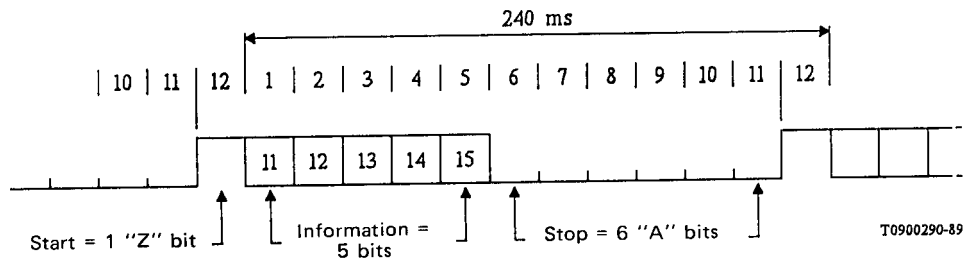 240 ms
10 11 12 1 2 3 4 5 6 7 8 9 10 11 12
11 12 13 14 15
Start = 1 "Z" bit
Information =
5 bits
Stop = 6 "A" bits
T0900290-89